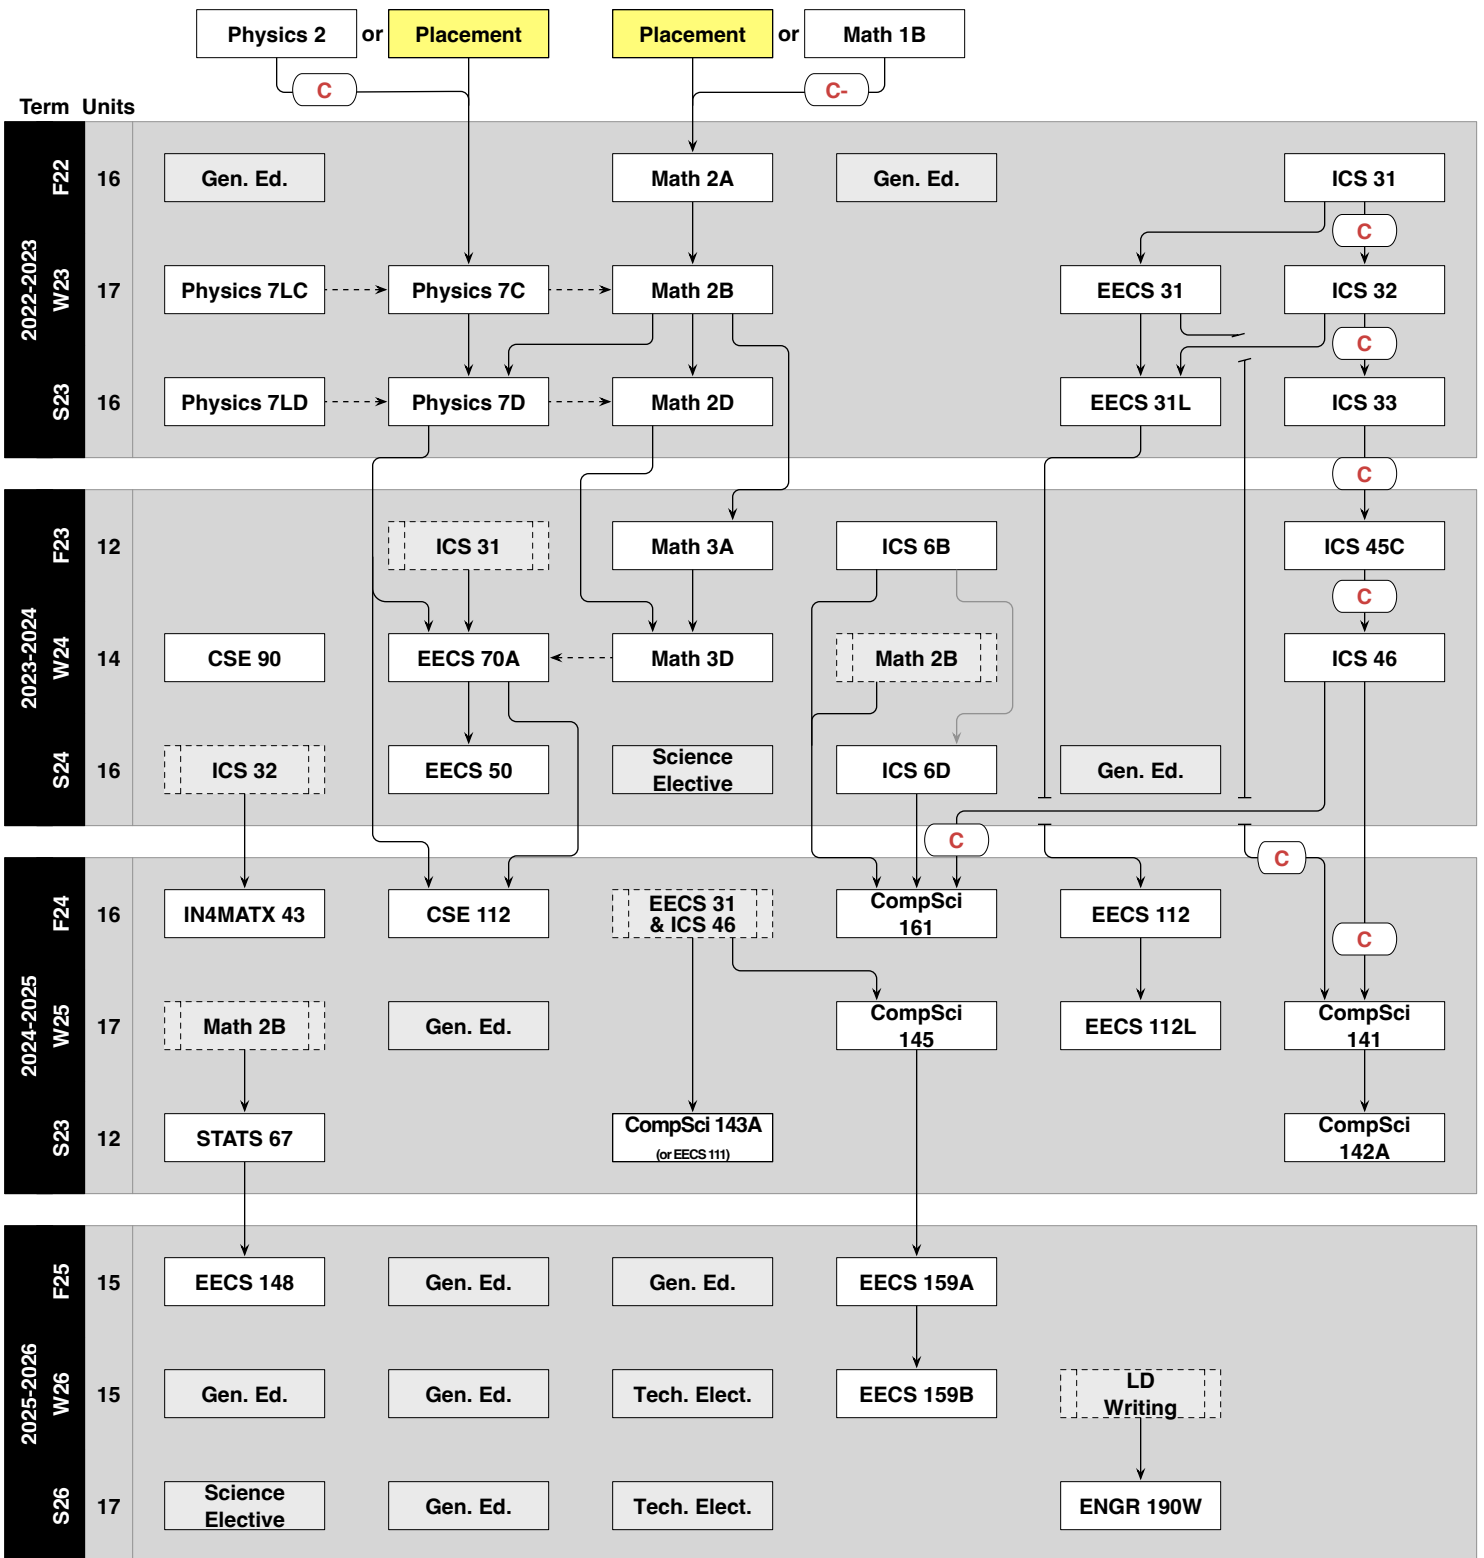 Physics 2 or Placement Placement or Math 1B
C C-
Term Units
2022-2023
F22 16 Gen. Ed. Math 2A Gen. Ed. ICS 31
C
W23 17 Physics 7LC Physics 7C Math 2B EECS 31 ICS 32
C
S23 16 Physics 7LD Physics 7D Math 2D EECS 31L ICS 33
C
2023-2024
F23 12 ICS 31 Math 3A ICS 6B ICS 45C
C
W24 14 CSE 90 EECS 70A Math 3D Math 2B ICS 46
S24 16 ICS 32 EECS 50 Science Elective ICS 6D Gen. Ed.
C C
2024-2025
F24 16 IN4MATX 43 CSE 112 EECS 31 & ICS 46 CompSci 161 EECS 112
C
W25 17 Math 2B Gen. Ed. CompSci 145 EECS 112L CompSci 141
S23 12 STATS 67 CompSci 143A (or EECS 111) CompSci 142A
2025-2026
F25 15 EECS 148 Gen. Ed. Gen. Ed. EECS 159A
W26 15 Gen. Ed. Gen. Ed. Tech. Elect. EECS 159B LD Writing
S26 17 Science Elective Gen. Ed. Tech. Elect. ENGR 190W